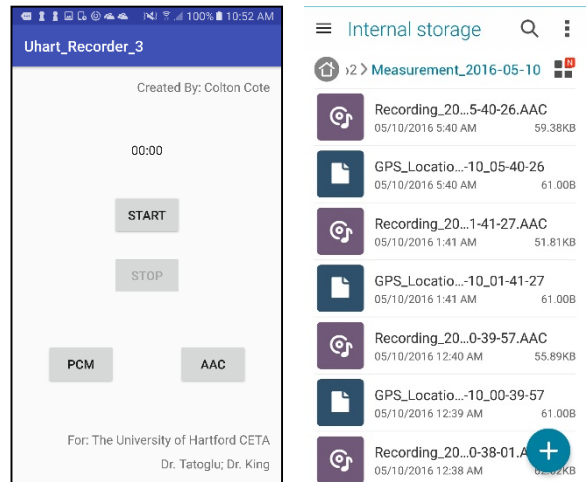 100% 10:52 AM
Uhart_Recorder_3
Created By: Colton Cote
00:00
START
STOP
PCM
AAC
For: The University of Hartford CETA
Dr. Tatoglu; Dr. King
Internal storage
›2 > Measurement_2016-05-10
N
Recording_20...5-40-26.AAC
05/10/2016 5:40 AM 59.38KB
GPS_Locatio...-10_05-40-26
05/10/2016 5:40 AM 61.00B
Recording_20...1-41-27.AAC
05/10/2016 1:41 AM 51.81KB
GPS_Locatio...-10_01-41-27
05/10/2016 1:41 AM 61.00B
Recording_20...0-39-57.AAC
05/10/2016 12:40 AM 55.89KB
GPS_Locatio...-10_00-39-57
05/10/2016 12:39 AM 61.00B
Recording_20...0-38-01.A
05/10/2016 12:38 AM